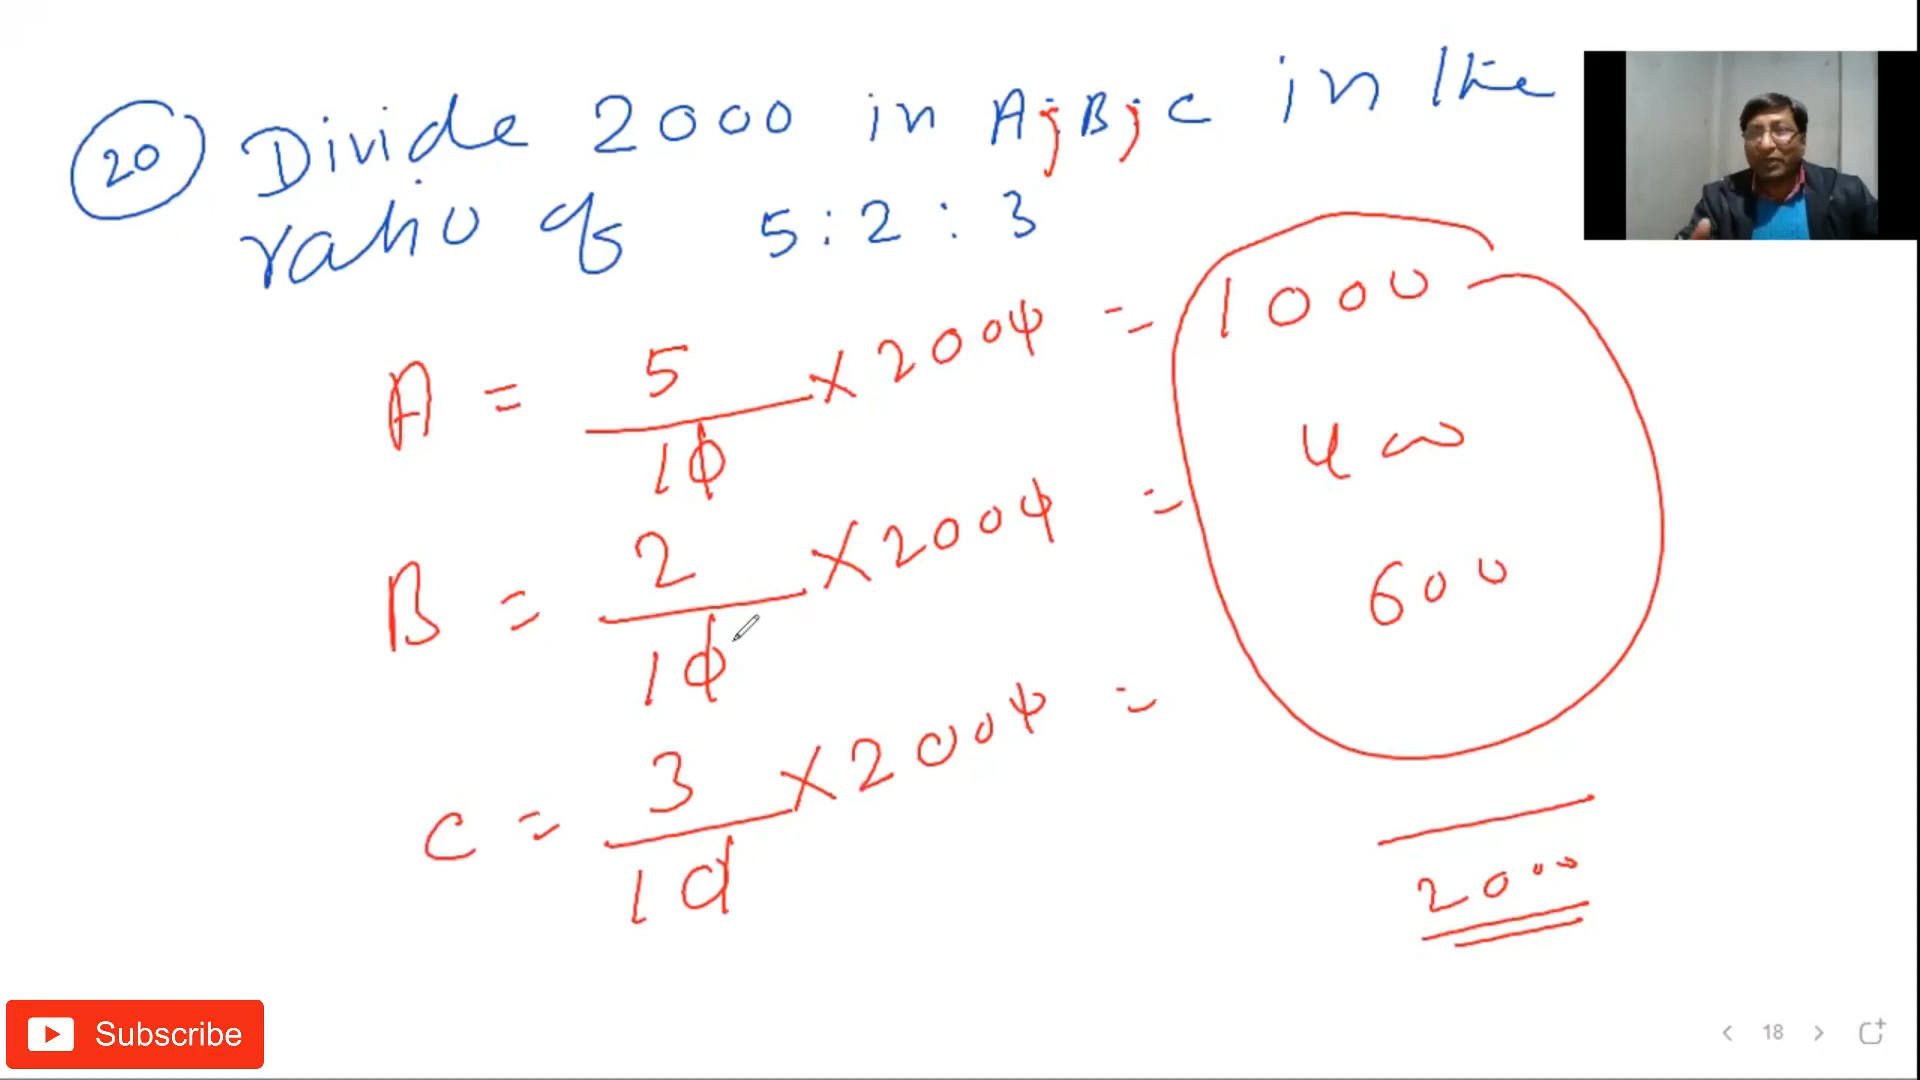 20 Divide 2000 in A; B; C in the
ratio of 5 : 2 : 3
A = 5/10 × 2000 = 1000
B = 2/10 × 2000 = 400
C = 3/10 × 2000 = 600
2000
Subscribe
< 18 >